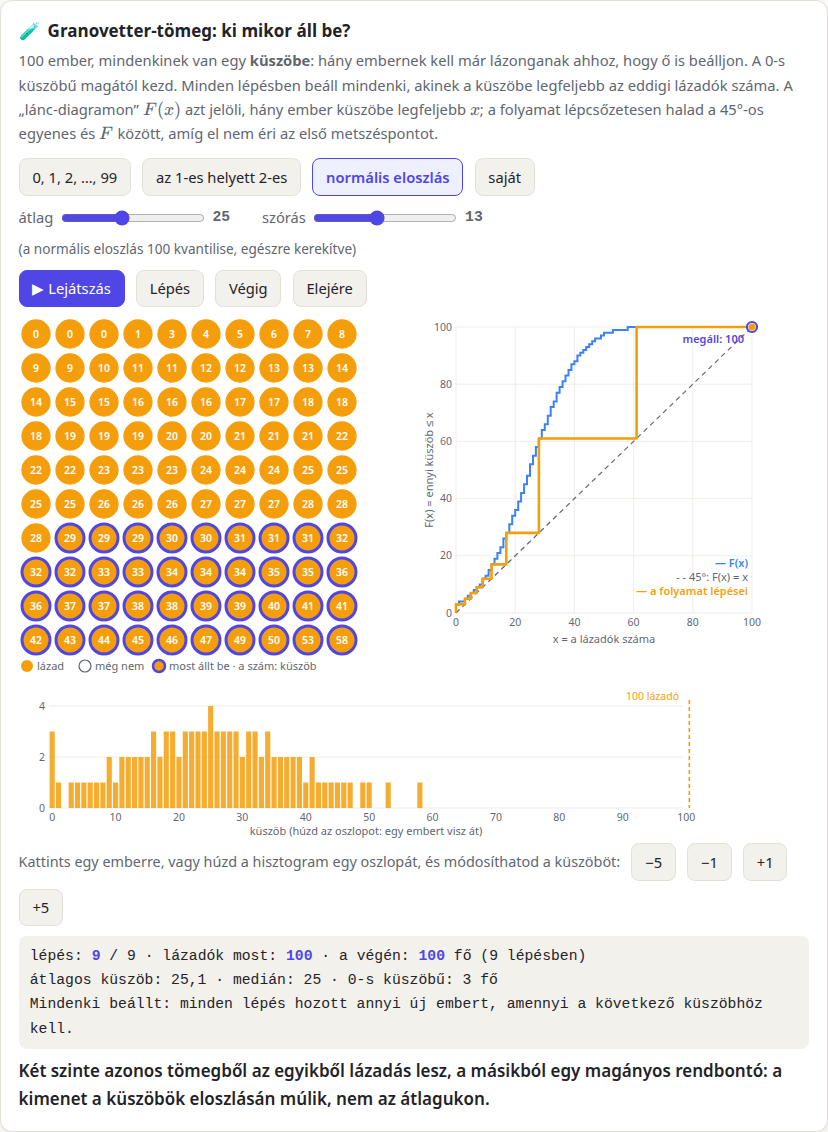 🧪 Granovetter-tömeg: ki mikor áll be?
100 ember, mindenkinek van egy küszöbe: hány embernek kell már lázonganak ahhoz, hogy ő is beálljon. A 0-s
küszöbű magától kezd. Minden lépésben beáll mindenki, akinek a küszöbe legfeljebb az eddigi lázadók száma. A
„lánc-diagramon” F(x) azt jelöli, hány ember küszöbe legfeljebb x; a folyamat lépcsőzetesen halad a 45°-os
egyenes és F között, amíg el nem éri az első metszéspontot.
0, 1, 2, …, 99 az 1-es helyett 2-es normális eloszlás saját
átlag 25 szórás 13
(a normális eloszlás 100 kvantilise, egészre kerekítve)
▶ Lejátszás Lépés Végig Elejére
0 0 0 1 3 4 5 6 7 8
9 9 10 11 11 12 12 13 13 14
14 15 15 16 16 16 17 17 18 18
18 19 19 19 20 20 21 21 21 22
22 22 23 23 23 24 24 24 25 25
25 25 26 26 26 27 27 27 28 28
28 29 29 29 30 30 31 31 31 32
32 32 33 33 34 34 34 35 35 36
36 37 37 38 38 39 39 40 41 41
42 43 44 45 46 47 49 50 53 58
lázad még nem most állt be · a szám: küszöb
F(x) = ennyi küszöb ≤ x
100
80
60
40
20
0
megáll: 100
— F(x)
- - 45°: F(x) = x
— a folyamat lépései
0 20 40 60 80 100
x = a lázadók száma
100 lázadó
4
2
0
0 10 20 30 40 50 60 70 80 90 100
küszöb (húzd az oszlopot: egy embert visz át)
Kattints egy emberre, vagy húzd a hisztogram egy oszlopát, és módosíthatod a küszöböt: −5 −1 +1
+5
lépés: 9 / 9 · lázadók most: 100 · a végén: 100 fő (9 lépésben)
átlagos küszöb: 25,1 · medián: 25 · 0-s küszöbű: 3 fő
Mindenki beállt: minden lépés hozott annyi új embert, amennyi a következő küszöbhöz
kell.
Két szinte azonos tömegből az egyikből lázadás lesz, a másikból egy magányos rendbontó: a
kimenet a küszöbök eloszlásán múlik, nem az átlagukon.